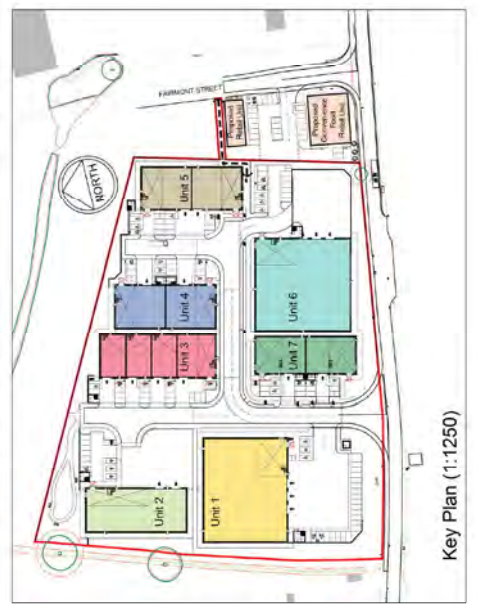 FAIRMONT STREET
NORTH
Proposed
Retail Unit
Proposed
Convenience
Food
Retail Unit
Unit 5
Unit 4
Unit 3
Unit 6
Unit 7
Unit 2
Unit 1
Key Plan (1:1250)